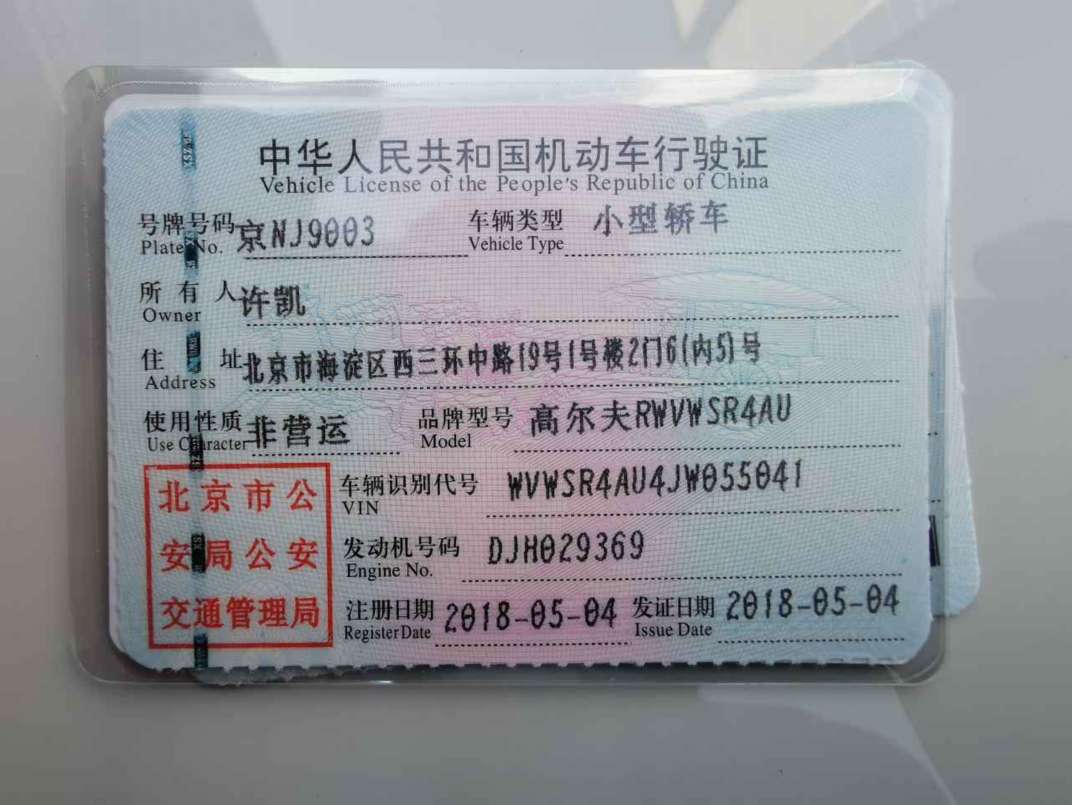 中华人民共和国机动车行驶证
Vehicle License of the People's Republic of China
号牌号码 京NJ9003 车辆类型 小型轿车
Plate No. Vehicle Type
所有人 许凯
Owner
住址 北京市海淀区西三环中路19号1号楼2门6(内5)号
Address
使用性质 非营运 品牌型号 高尔夫RWVWSR4AU
Use Character Model
北京市公安局公安交通管理局
车辆识别代号 WVWSR4AU4JW055041
VIN
发动机号码 DJH029369
Engine No.
注册日期 2018-05-04 发证日期 2018-05-04
Register Date Issue Date